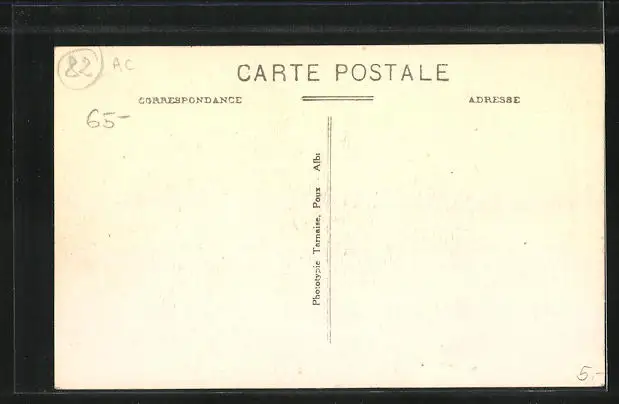 82 AC
CARTE POSTALE
CORRESPONDANCE
ADRESSE
65-
Phototypie Tarnaise, Poux - Albi
5,-